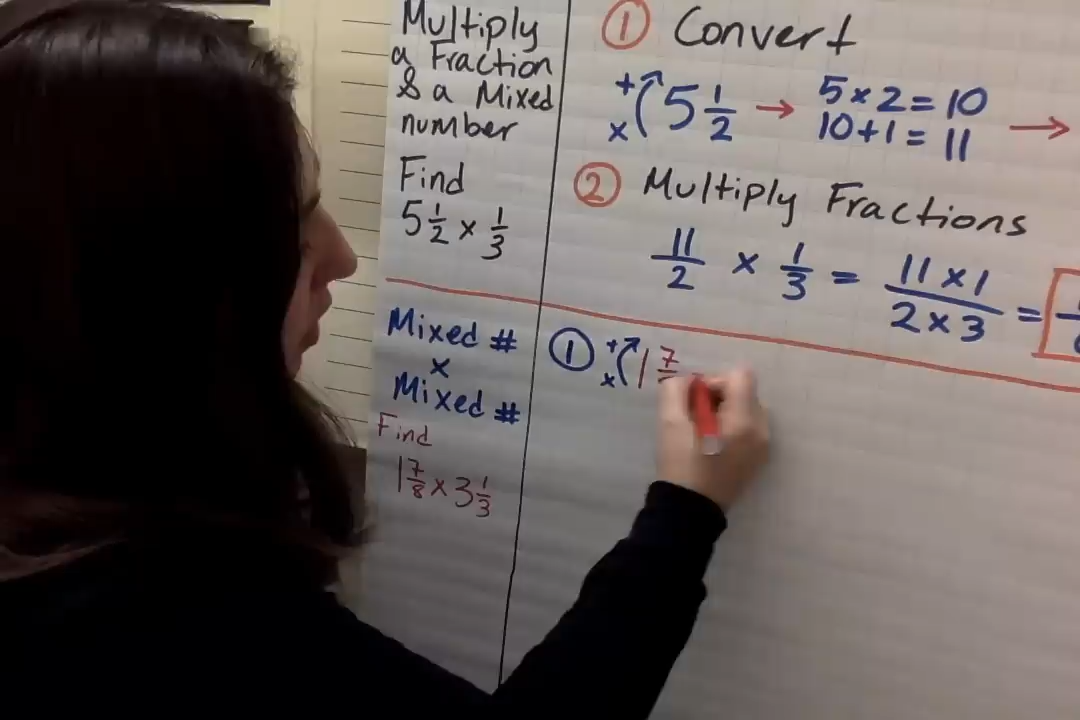 Multiply
a Fraction
& a Mixed
number
Find
5 1/2 x 1/3
① Convert
+
x
5 1/2 → 5 x 2 = 10
10 + 1 = 11 →
② Multiply Fractions
11/2 x 1/3 = 11 x 1 / 2 x 3 =
Mixed #
x
Mixed #
Find
1 7/8 x 3 1/3
① + x 1 7